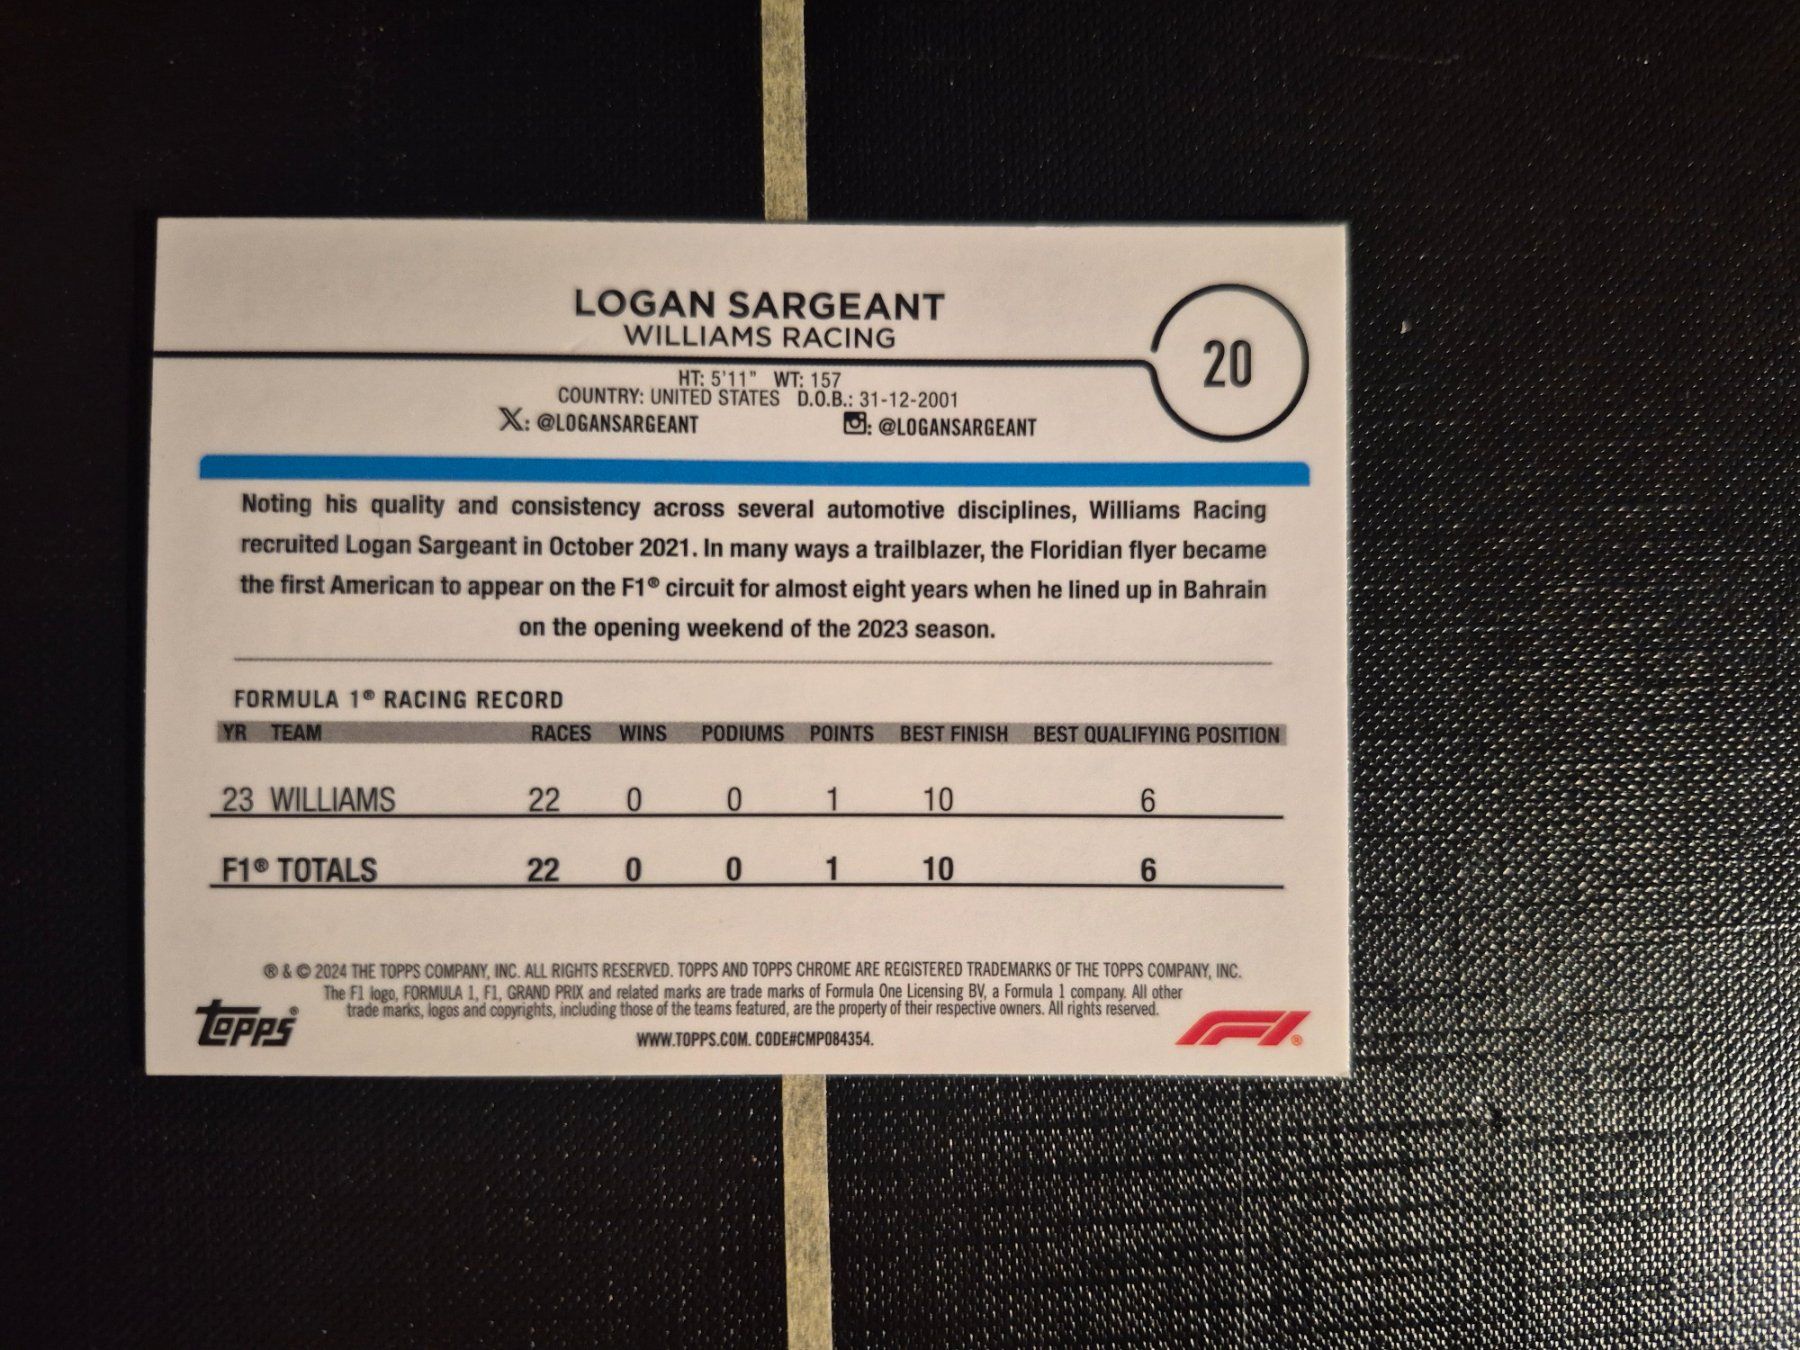 LOGAN SARGEANT
WILLIAMS RACING
20
HT: 5'11" WT: 157
COUNTRY: UNITED STATES D.O.B.: 31-12-2001
X: @LOGANSARGEANT : @LOGANSARGEANT
Noting his quality and consistency across several automotive disciplines, Williams Racing
recruited Logan Sargeant in October 2021. In many ways a trailblazer, the Floridian flyer became
the first American to appear on the F1® circuit for almost eight years when he lined up in Bahrain
on the opening weekend of the 2023 season.
FORMULA 1® RACING RECORD
YR TEAM RACES WINS PODIUMS POINTS BEST FINISH BEST QUALIFYING POSITION
23 WILLIAMS 22 0 0 1 10 6
F1® TOTALS 22 0 0 1 10 6
® & © 2024 THE TOPPS COMPANY, INC. ALL RIGHTS RESERVED. TOPPS AND TOPPS CHROME ARE REGISTERED TRADEMARKS OF THE TOPPS COMPANY, INC.
The F1 logo, FORMULA 1, F1, GRAND PRIX and related marks are trade marks of Formula One Licensing BV, a Formula 1 company. All other
trade marks, logos and copyrights, including those of the teams featured, are the property of their respective owners. All rights reserved.
WWW.TOPPS.COM. CODE#CMP084354.
topps®
F1®